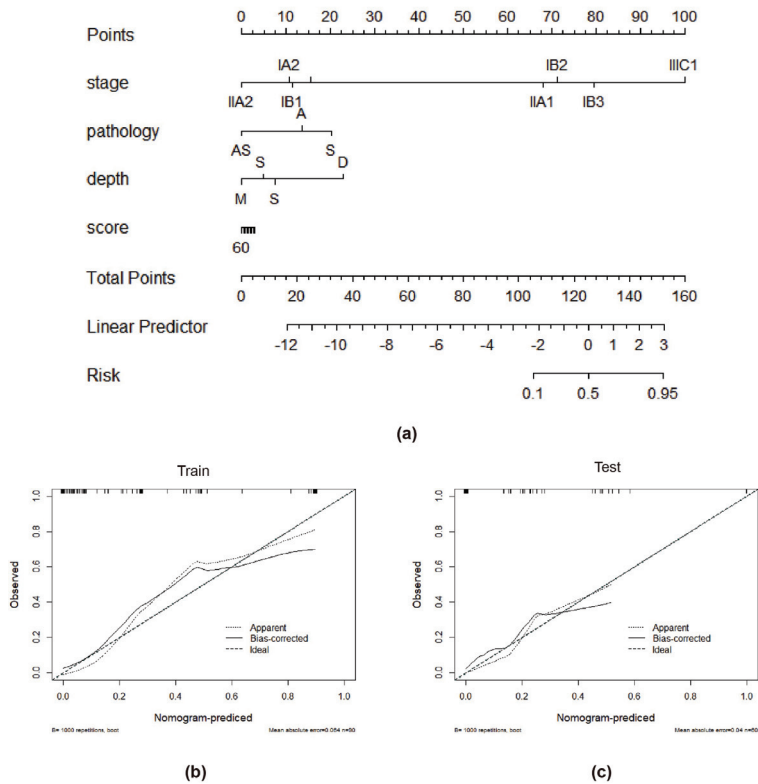 Points
0 10 20 30 40 50 60 70 80 90 100
IA2 IB2 IIIC1
stage
IIA2 IB1 IIA1 IB3
A
pathology
AS S
S D
depth
M S
score
60
Total Points
0 20 40 60 80 100 120 140 160
Linear Predictor
-12 -10 -8 -6 -4 -2 0 1 2 3
Risk
0.1 0.5 0.95
(a)
Train
1.0
0.8
0.6
0.4
0.2
0.0
Observed
Apparent
Bias-corrected
Ideal
0.0 0.2 0.4 0.6 0.8 1.0
Nomogram-prediced
B= 1000 repetitions, boot Mean absolute error=0.054 n=80
(b)
Test
1.0
0.8
0.6
0.4
0.2
0.0
Observed
Apparent
Bias-corrected
Ideal
0.0 0.2 0.4 0.6 0.8 1.0
Nomogram-prediced
B= 1000 repetitions, boot Mean absolute error=0.04
(c)